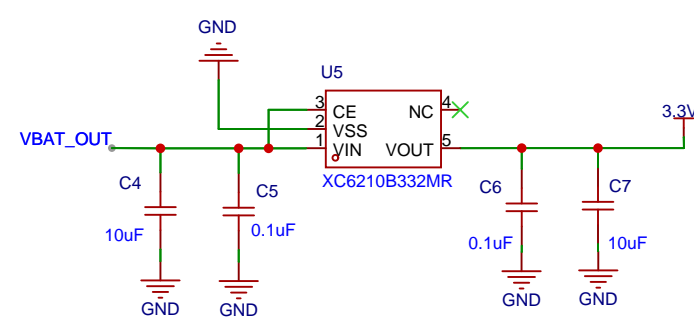 GND
U5
3 CE NC 4
2 VSS
1 VIN VOUT 5
XC6210B332MR
VBAT_OUT
3.3V
C4
10uF
GND
C5
0.1uF
GND
C6
0.1uF
GND
C7
10uF
GND